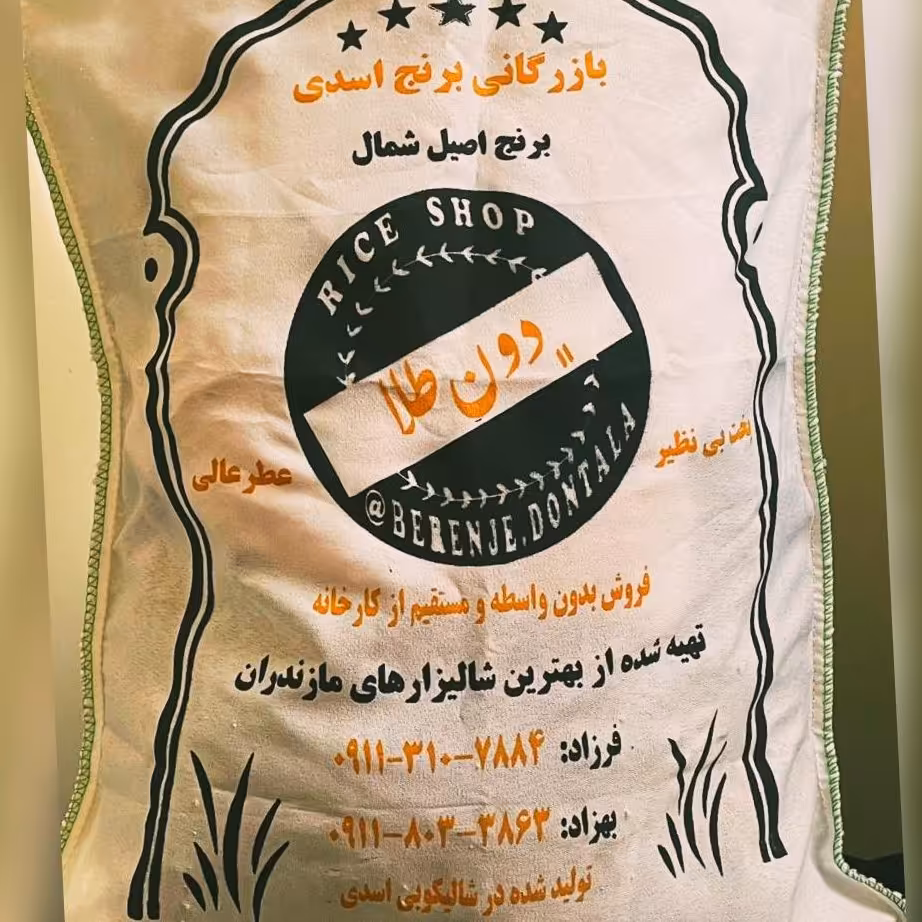 بازرگانی برنج اسدی
برنج اصیل شمال
RICE SHOP
دون طلا
@BERENJE.DONTALA
پخت بی نظیر
عطر عالی
فروش بدون واسطه و مستقیم از کارخانه
تهیه شده از بهترین شالیزارهای مازندران
فرزاد: ۰۹۱۱-۳۱۰-۷۸۸۴
بهزاد: ۰۹۱۱-۸۰۳-۳۸۶۳
تولید شده در شالیکوبی اسدی